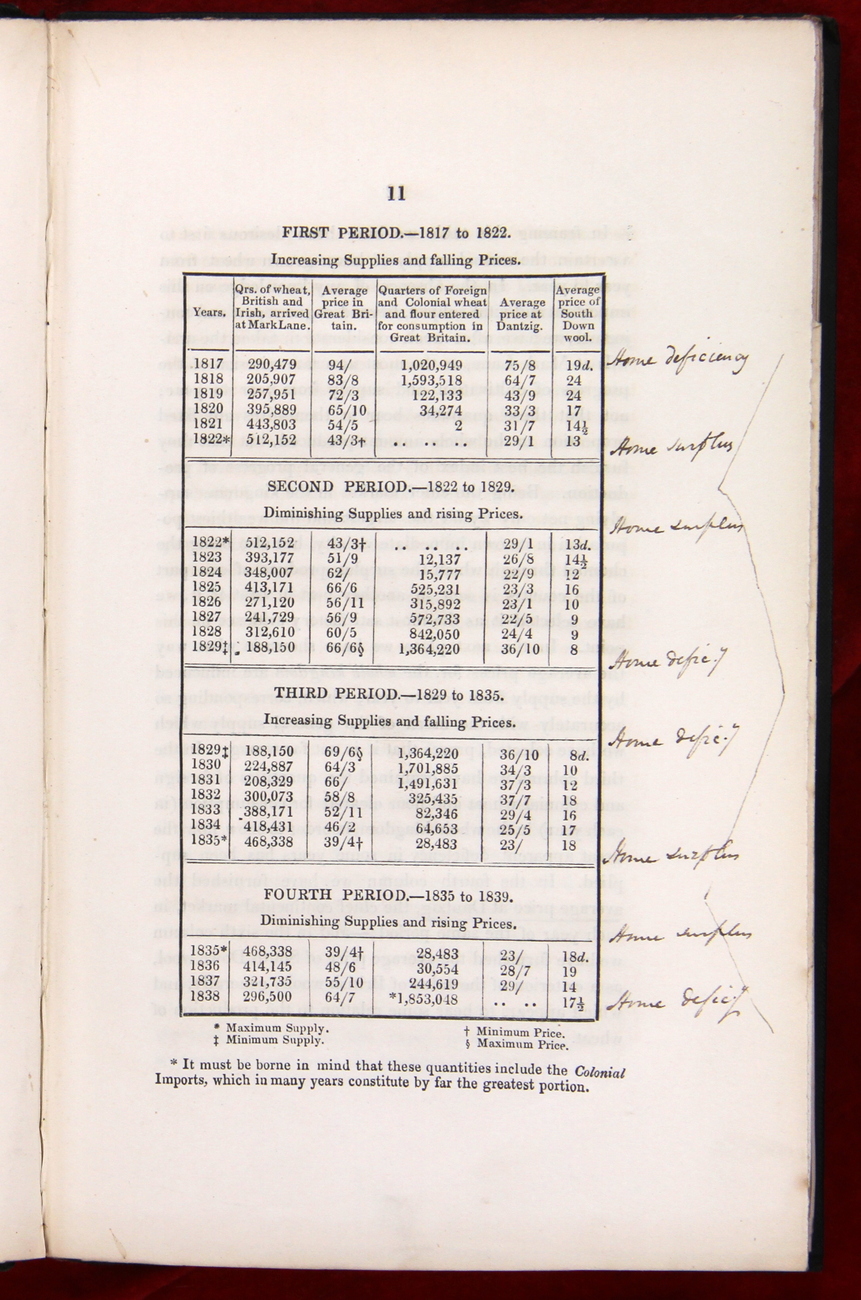 11
FIRST PERIOD.—1817 to 1822.
Increasing Supplies and falling Prices.
Years. Qrs. of wheat, British and Irish, arrived at Mark Lane. Average price in Great Bri-tain. Quarters of Foreign and Colonial wheat and flour entered for consumption in Great Britain. Average price at Dantzig. Average price of South Down wool.
1817 290,479 94/ 1,020,949 75/8 19d. Home deficiency
1818 205,907 83/8 1,593,518 64/7 24
1819 257,951 72/3 122,133 43/9 24
1820 395,889 65/10 34,274 33/3 17
1821 443,803 54/5 2 31/7 14½
1822* 512,152 43/3† .. .. .. 29/1 13 Home surplus
SECOND PERIOD.—1822 to 1829.
Diminishing Supplies and rising Prices.
1822* 512,152 43/3† .. .. .. 29/1 13d. Home surplus
1823 393,177 51/9 12,137 26/8 14½
1824 348,007 62/ 15,777 22/9 12
1825 413,171 66/6 525,231 23/3 16
1826 271,120 56/11 315,892 23/1 10
1827 241,729 56/9 572,733 22/5 9
1828 312,610 60/5 842,050 24/4 9
1829‡ 188,150 66/6§ 1,364,220 36/10 8 Home defic.y
THIRD PERIOD.—1829 to 1835.
Increasing Supplies and falling Prices.
1829‡ 188,150 69/6§ 1,364,220 36/10 8d. Home defic.y
1830 224,887 64/3 1,701,885 34/3 10
1831 208,329 66/ 1,491,631 37/3 12
1832 300,073 58/8 325,435 37/7 18
1833 388,171 52/11 82,346 29/4 16
1834 418,431 46/2 64,653 25/5 17
1835* 468,338 39/4† 28,483 23/ 18 Home surplus
FOURTH PERIOD.—1835 to 1839.
Diminishing Supplies and rising Prices.
1835* 468,338 39/4† 28,483 23/ 18d. Home surplus
1836 414,145 48/6 30,554 28/7 19
1837 321,735 55/10 244,619 29/ 14
1838 296,500 64/7 *1,853,048 .. .. 17½ Home deficy
* Maximum Supply. † Minimum Price.
‡ Minimum Supply. § Maximum Price.
* It must be borne in mind that these quantities include the Colonial
Imports, which in many years constitute by far the greatest portion.